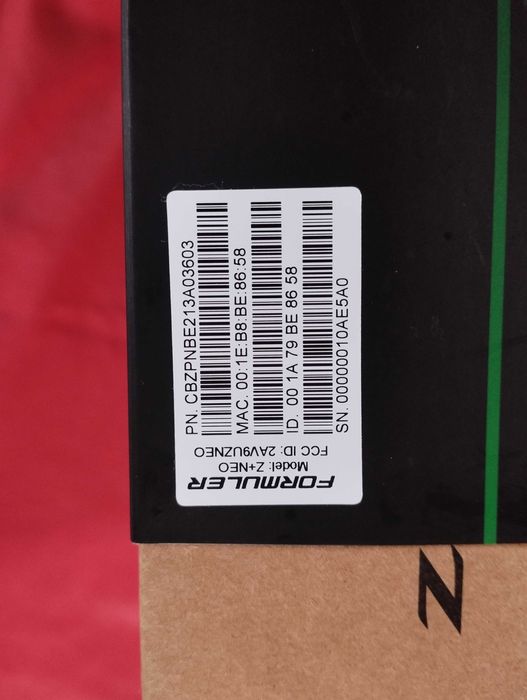 FORMULER
Model: Z+NEO
FCC ID: 2AV9UZNEO
PN. CBZPNBE213A03603
MAC. 00:1E:B8:BE:86:58
ID. 00 1A 79 BE 86 58
SN. 00000010AE5A0
Z